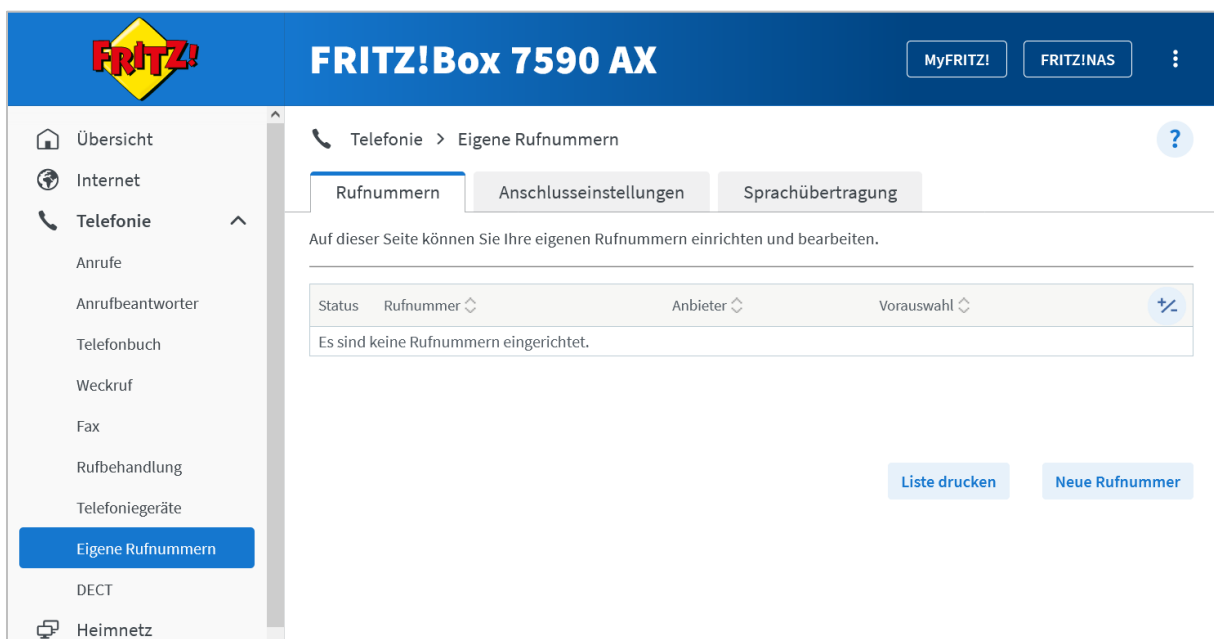 FRITZ!
FRITZ!Box 7590 AX
MyFRITZ!
FRITZ!NAS
Übersicht
Internet
Telefonie
Anrufe
Anrufbeantworter
Telefonbuch
Weckruf
Fax
Rufbehandlung
Telefoniegeräte
Eigene Rufnummern
DECT
Heimnetz
Telefonie > Eigene Rufnummern
?
Rufnummern Anschlusseinstellungen Sprachübertragung
Auf dieser Seite können Sie Ihre eigenen Rufnummern einrichten und bearbeiten.
Status Rufnummer Anbieter Vorauswahl +/-
Es sind keine Rufnummern eingerichtet.
Liste drucken Neue Rufnummer